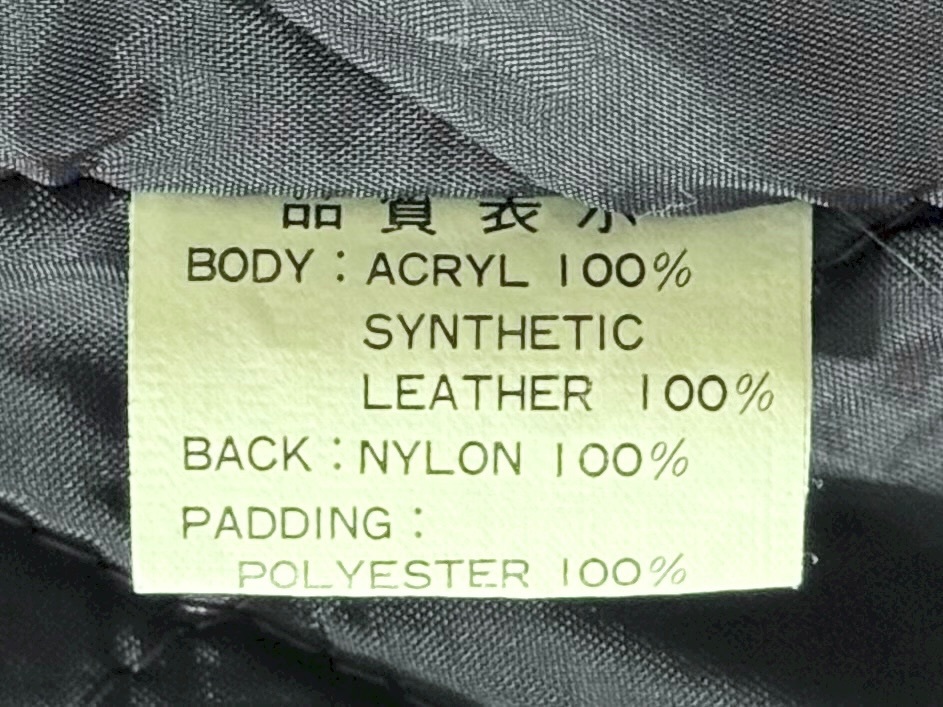 品質表示
BODY : ACRYL 100%
SYNTHETIC
LEATHER 100%
BACK : NYLON 100%
PADDING :
POLYESTER 100%